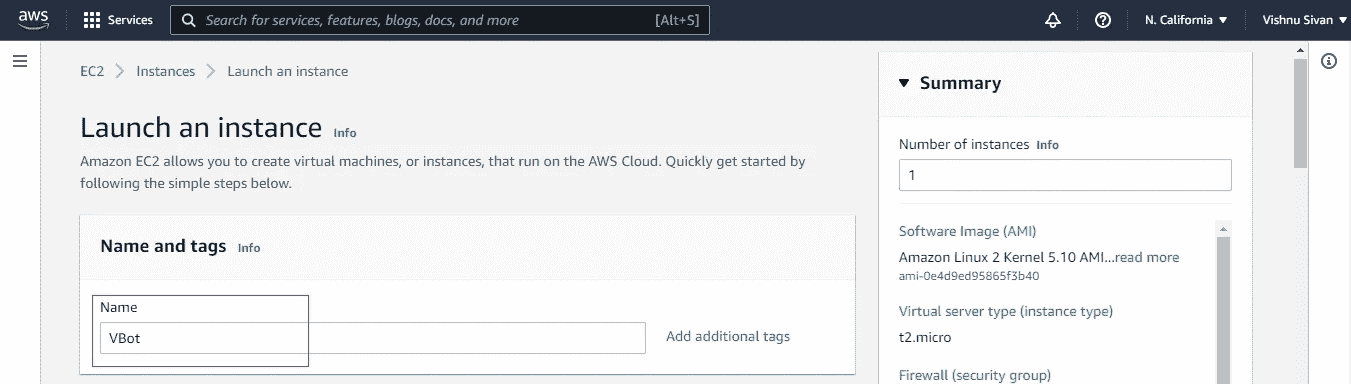 aws Services Search for services, features, blogs, docs, and more [Alt+S] N. California Vishnu Sivan
EC2 Instances Launch an instance
Launch an instance Info
Amazon EC2 allows you to create virtual machines, or instances, that run on the AWS Cloud. Quickly get started by
following the simple steps below.
Name and tags Info
Name
VBot
Add additional tags
Summary
Number of instances Info
1
Software Image (AMI)
Amazon Linux 2 Kernel 5.10 AMI...read more
ami-0e4d9ed95865f3b40
Virtual server type (instance type)
t2.micro
Firewall (security group)